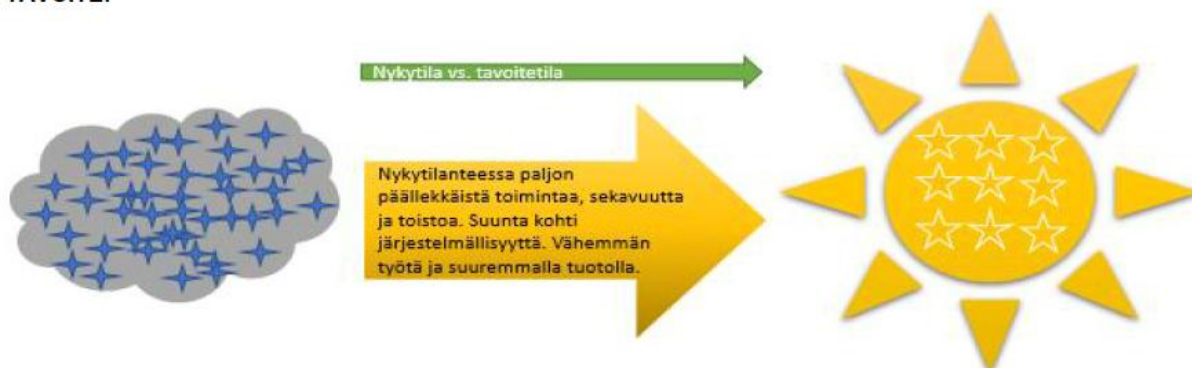 Nykytila vs. tavoitetila
Nykytilanteessa paljon
päällekkäistä toimintaa, sekavuutta
ja toistoa. Suunta kohti
järjestelmällisyyttä. Vähemmän
työtä ja suuremmalla tuotolla.